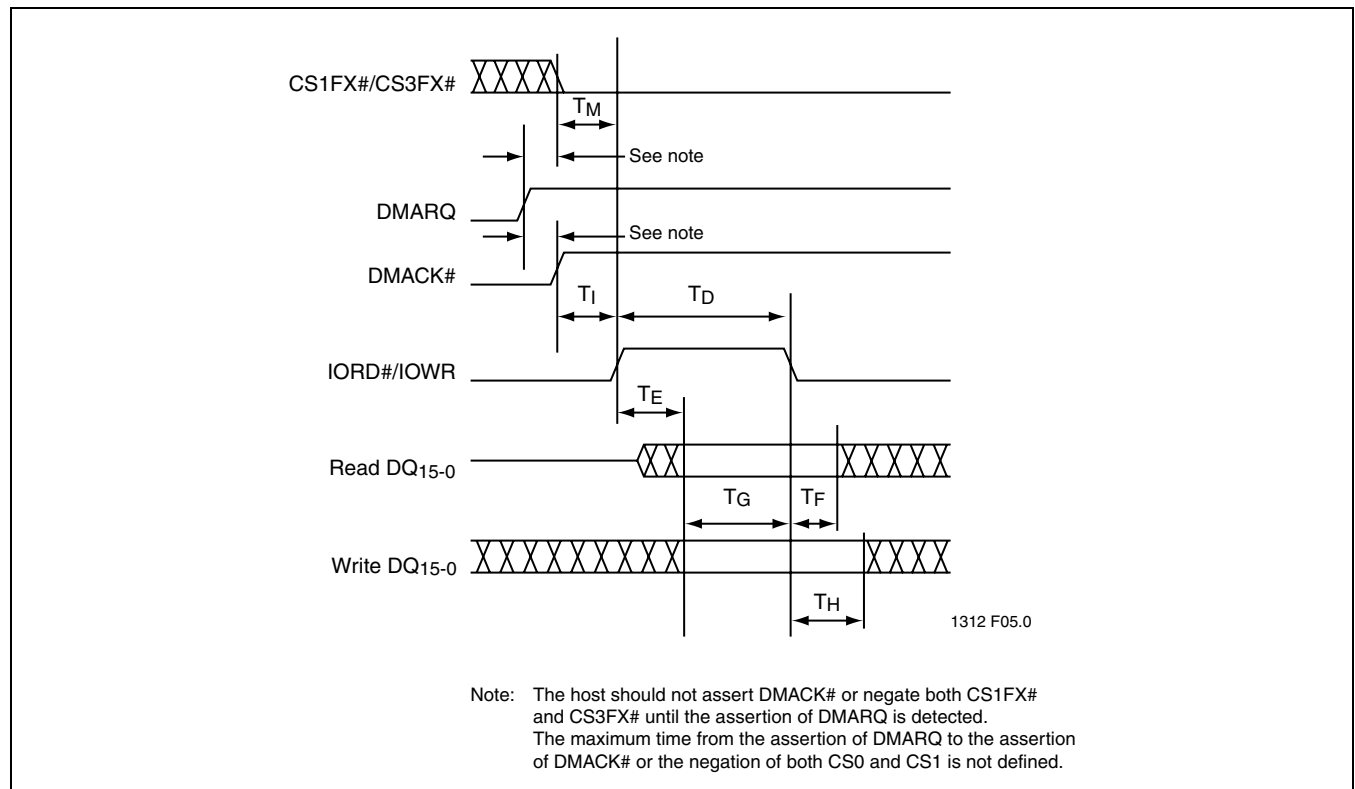 CS1FX#/CS3FX#
TM
See note
DMARQ
See note
DMACK#
TI
TD
IORD#/IOWR
TE
Read DQ15-0
TG
TF
Write DQ15-0
TH
1312 F05.0
Note: The host should not assert DMACK# or negate both CS1FX#
and CS3FX# until the assertion of DMARQ is detected.
The maximum time from the assertion of DMARQ to the assertion
of DMACK# or the negation of both CS0 and CS1 is not defined.